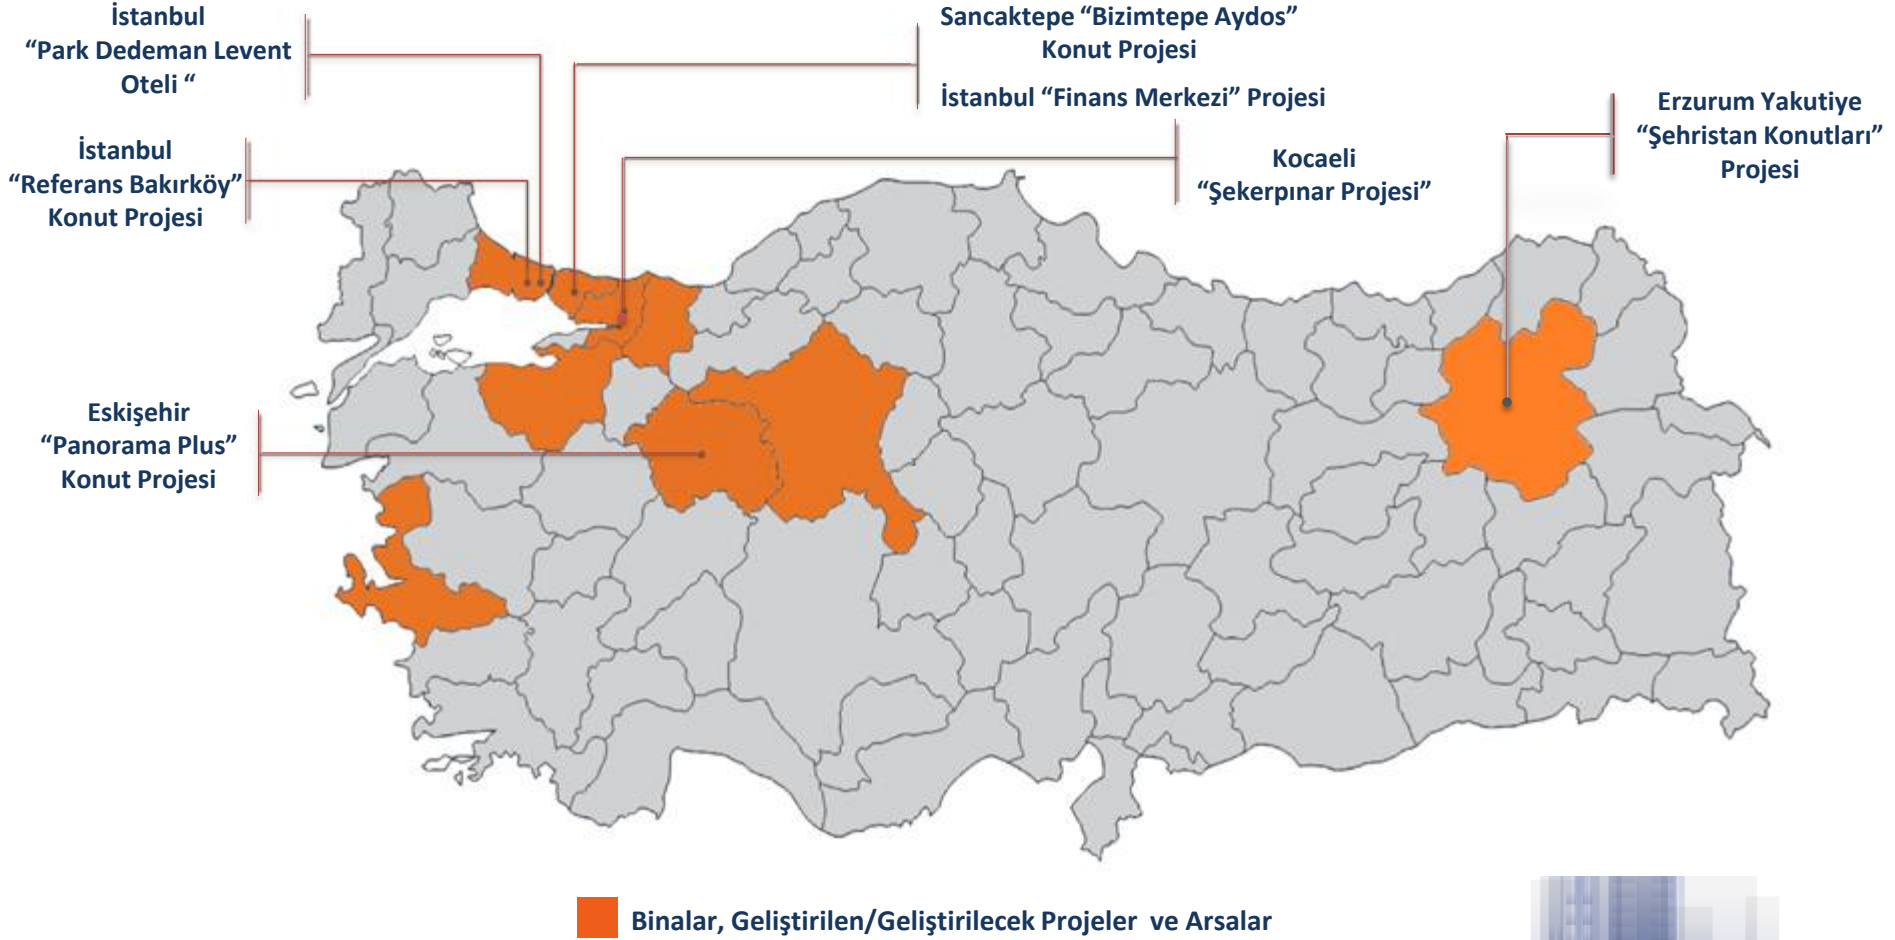 İstanbul
“Park Dedeman Levent
Oteli “
Sancaktepe “Bizimtepe Aydos”
Konut Projesi
İstanbul “Finans Merkezi” Projesi
Erzurum Yakutiye
“Şehristan Konutları”
Projesi
İstanbul
“Referans Bakırköy”
Konut Projesi
Kocaeli
“Şekerpınar Projesi”
Eskişehir
“Panorama Plus”
Konut Projesi
Binalar, Geliştirilen/Geliştirilecek Projeler ve Arsalar